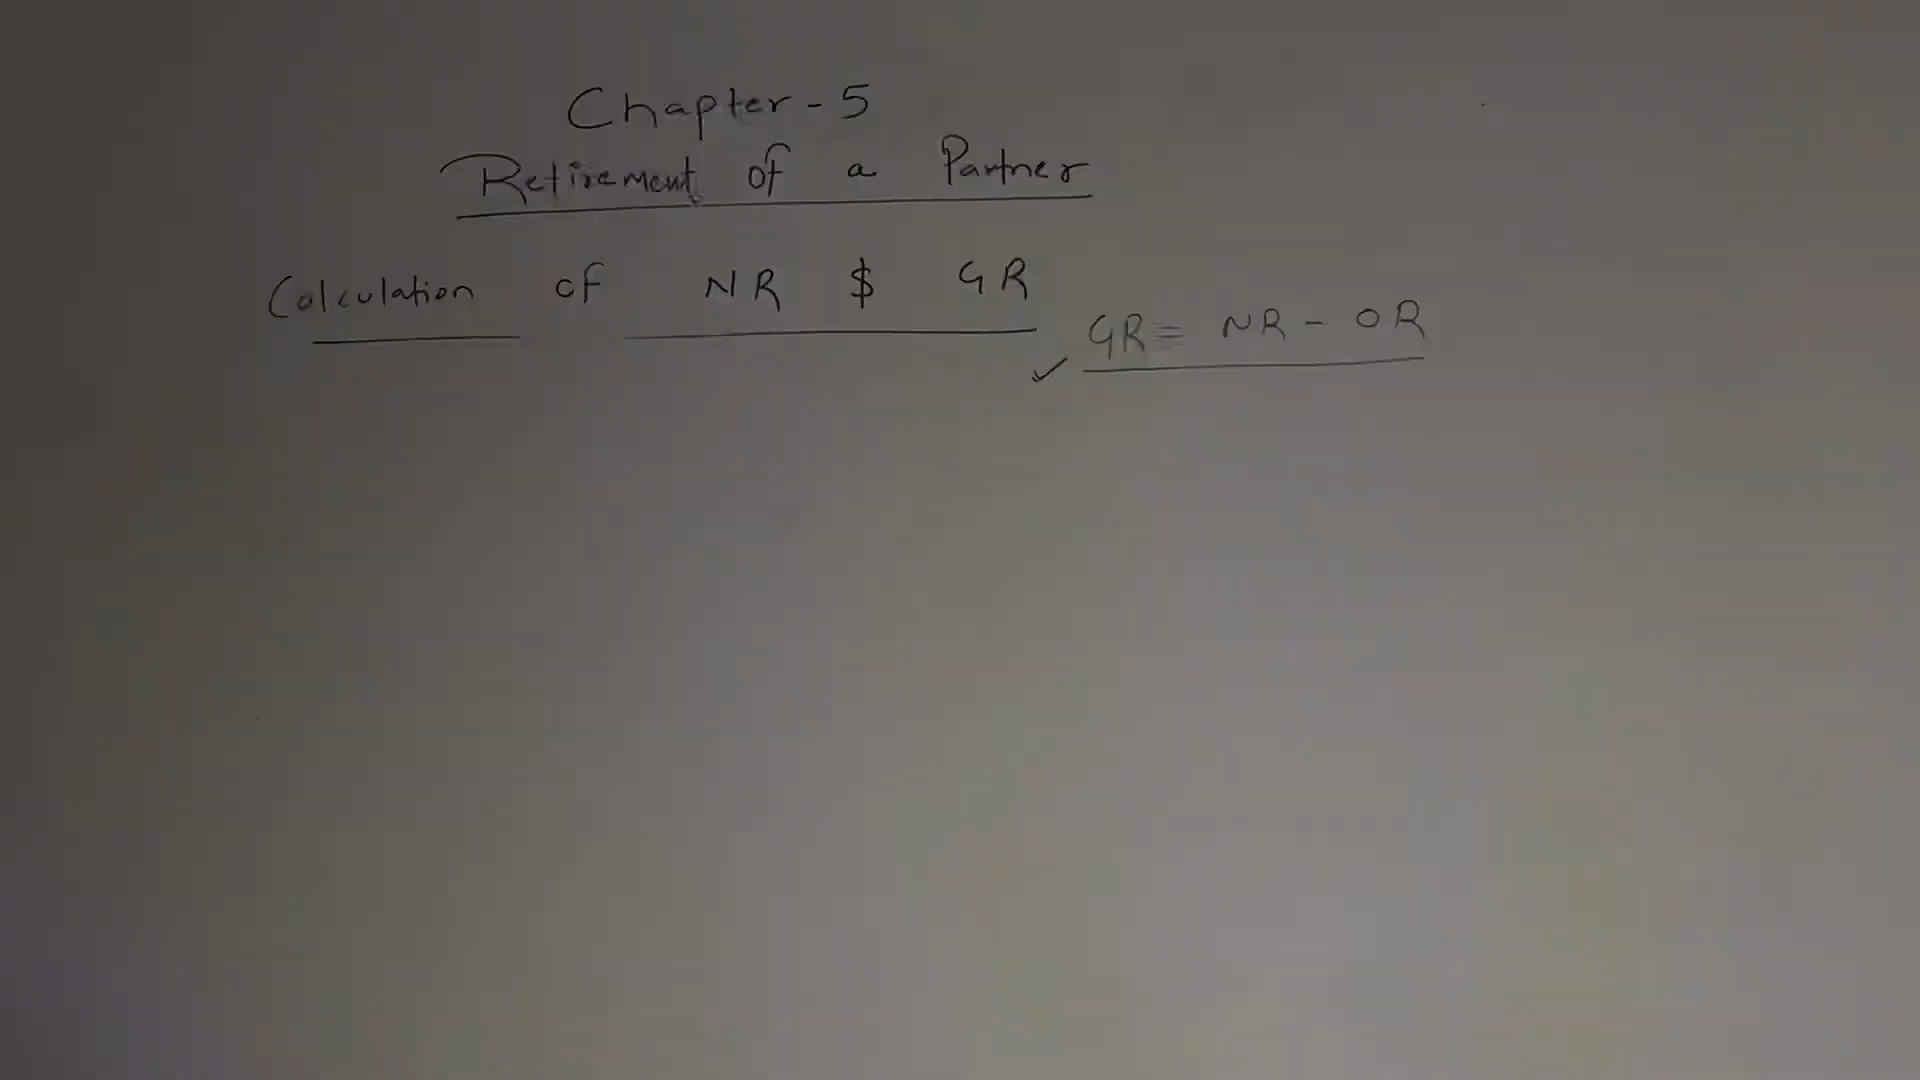 Chapter - 5
Retirement of a Partner
Calculation of NR $ GR
GR = NR - OR